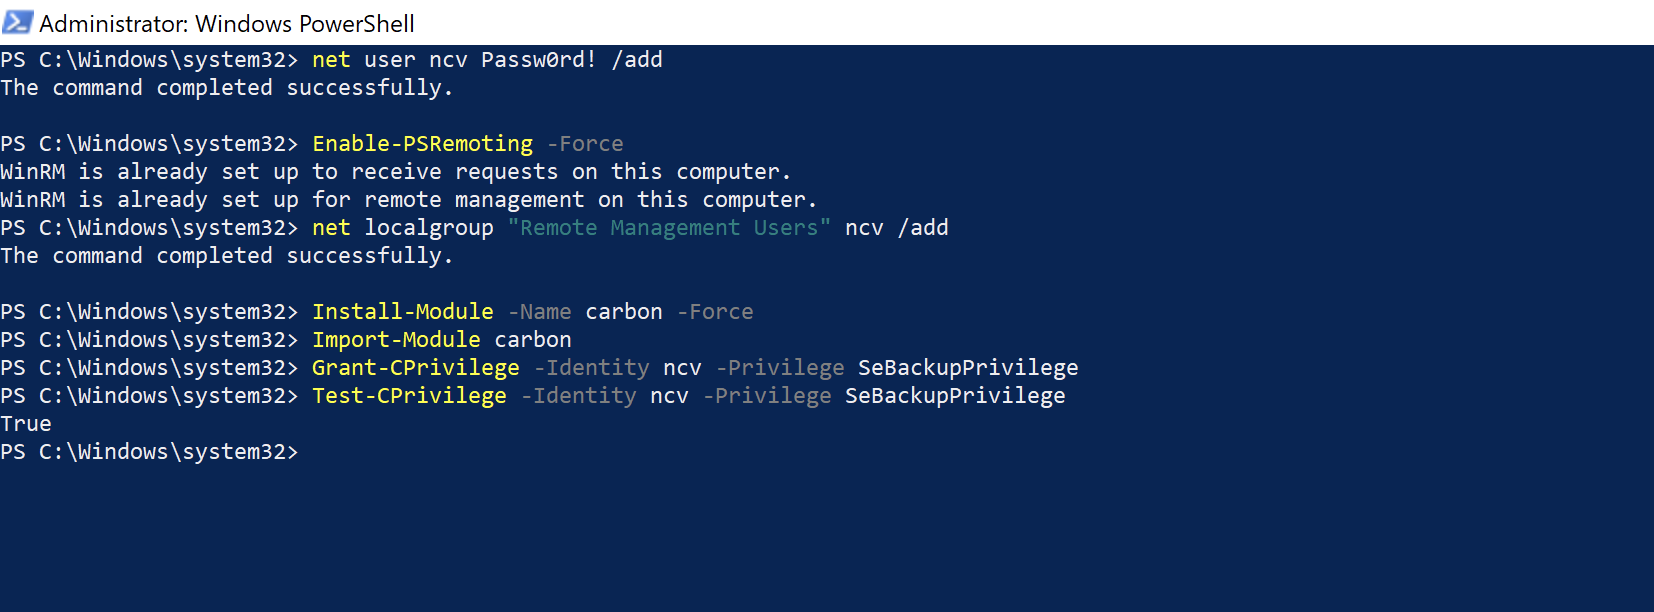 Administrator: Windows PowerShell
PS C:\Windows\system32> net user ncv Passw0rd! /add
The command completed successfully.
PS C:\Windows\system32> Enable-PSRemoting -Force
WinRM is already set up to receive requests on this computer.
WinRM is already set up for remote management on this computer.
PS C:\Windows\system32> net localgroup "Remote Management Users" ncv /add
The command completed successfully.
PS C:\Windows\system32> Install-Module -Name carbon -Force
PS C:\Windows\system32> Import-Module carbon
PS C:\Windows\system32> Grant-CPrivilege -Identity ncv -Privilege SeBackupPrivilege
PS C:\Windows\system32> Test-CPrivilege -Identity ncv -Privilege SeBackupPrivilege
True
PS C:\Windows\system32>